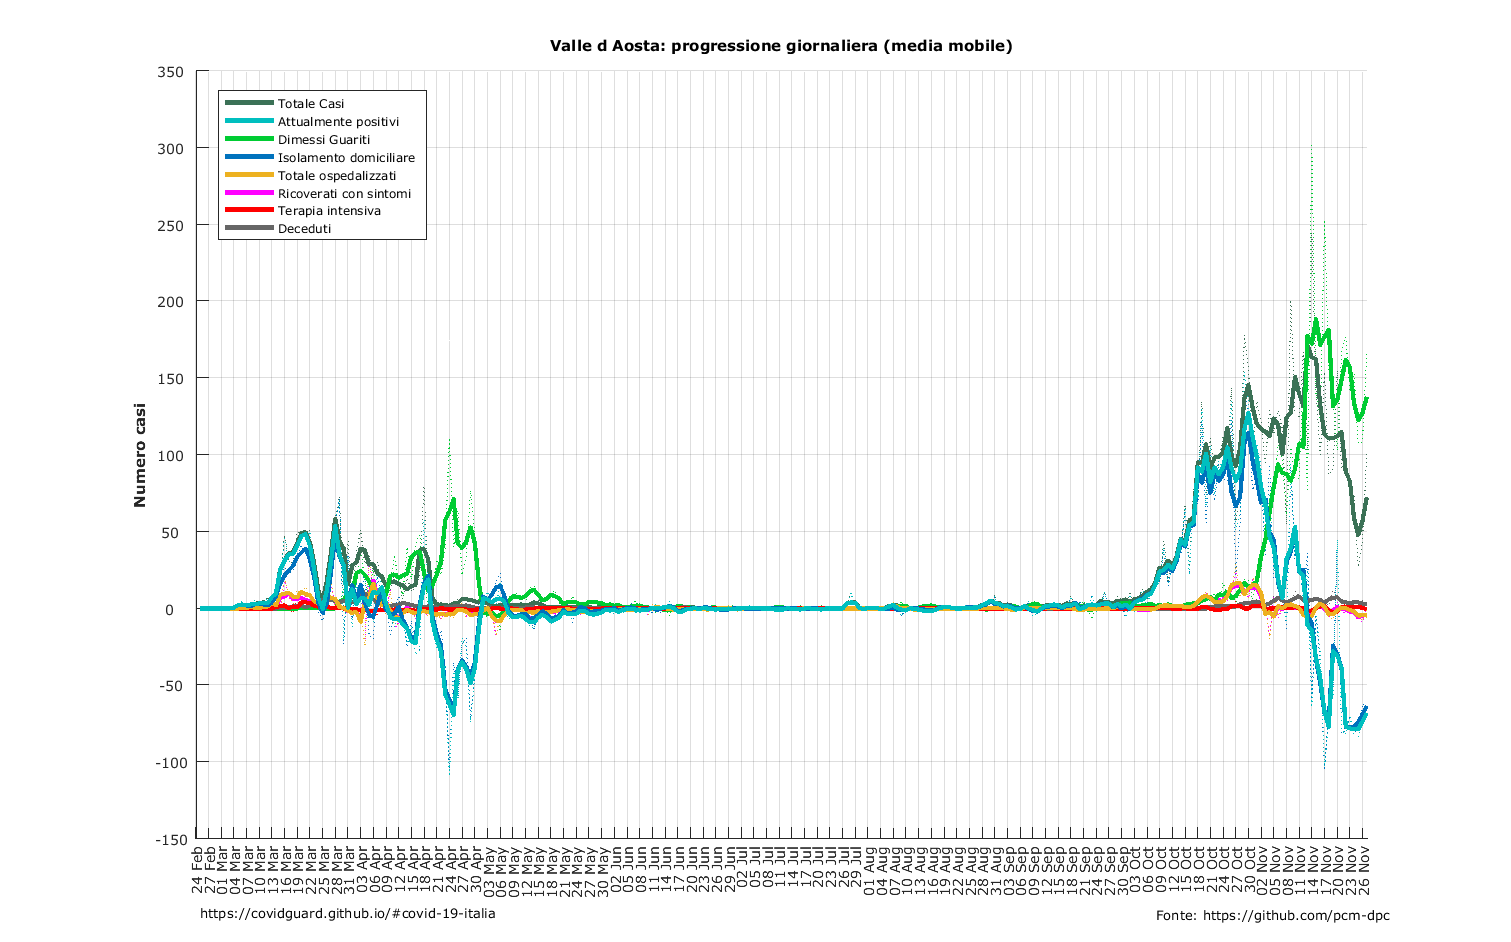 Valle d Aosta: progressione giornaliera (media mobile)
350
300
250
200
150
100
50
0
-50
-100
-150
Numero casi
Totale Casi
Attualmente positivi
Dimessi Guariti
Isolamento domiciliare
Totale ospedalizzati
Ricoverati con sintomi
Terapia intensiva
Deceduti
24 Feb
27 Feb
01 Mar
04 Mar
07 Mar
10 Mar
13 Mar
16 Mar
19 Mar
22 Mar
25 Mar
28 Mar
31 Mar
03 Apr
06 Apr
09 Apr
12 Apr
15 Apr
18 Apr
21 Apr
24 Apr
27 Apr
30 Apr
03 May
06 May
09 May
12 May
15 May
18 May
21 May
24 May
27 May
30 May
02 Jun
05 Jun
08 Jun
11 Jun
14 Jun
17 Jun
20 Jun
23 Jun
26 Jun
29 Jun
02 Jul
05 Jul
08 Jul
11 Jul
14 Jul
17 Jul
20 Jul
23 Jul
26 Jul
29 Jul
01 Aug
04 Aug
07 Aug
10 Aug
13 Aug
16 Aug
19 Aug
22 Aug
25 Aug
28 Aug
31 Aug
03 Sep
06 Sep
09 Sep
12 Sep
15 Sep
18 Sep
21 Sep
24 Sep
27 Sep
30 Sep
03 Oct
06 Oct
09 Oct
12 Oct
15 Oct
18 Oct
21 Oct
24 Oct
27 Oct
30 Oct
02 Nov
05 Nov
08 Nov
11 Nov
14 Nov
17 Nov
20 Nov
23 Nov
26 Nov
https://covidguard.github.io/#covid-19-italia
Fonte: https://github.com/pcm-dpc